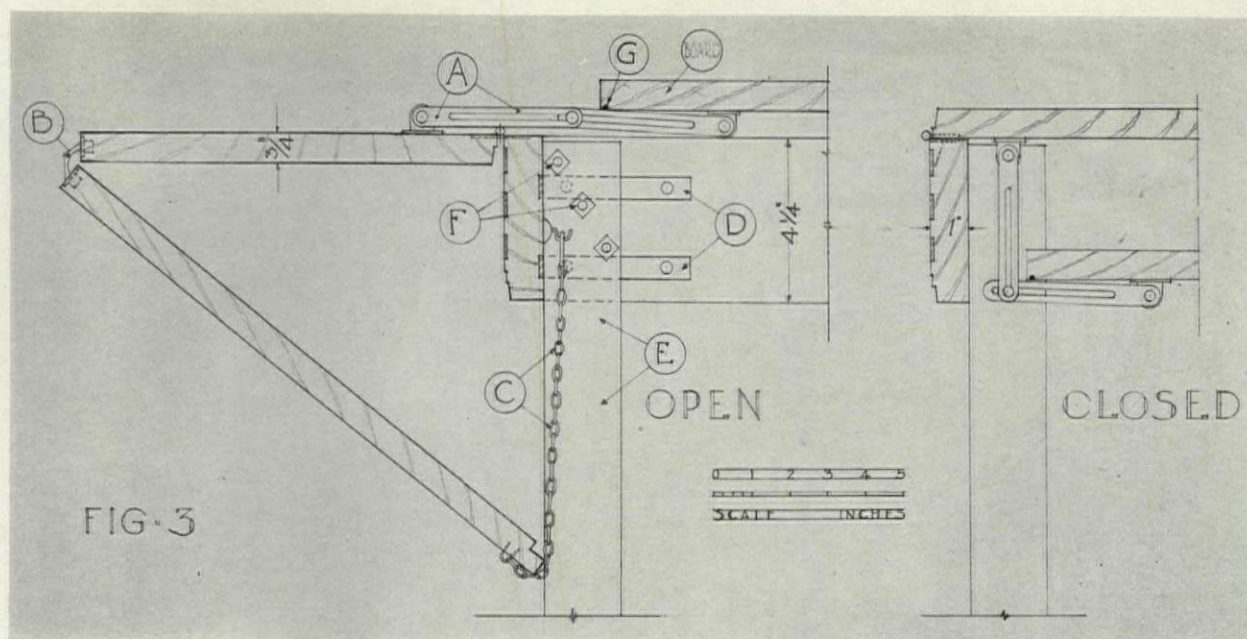 G
BOARD
A
B
3/4"
F
D
4 1/4"
1"
E
C
OPEN
CLOSED
0 1 2 3 4 5
SCALE INCHES
FIG·3